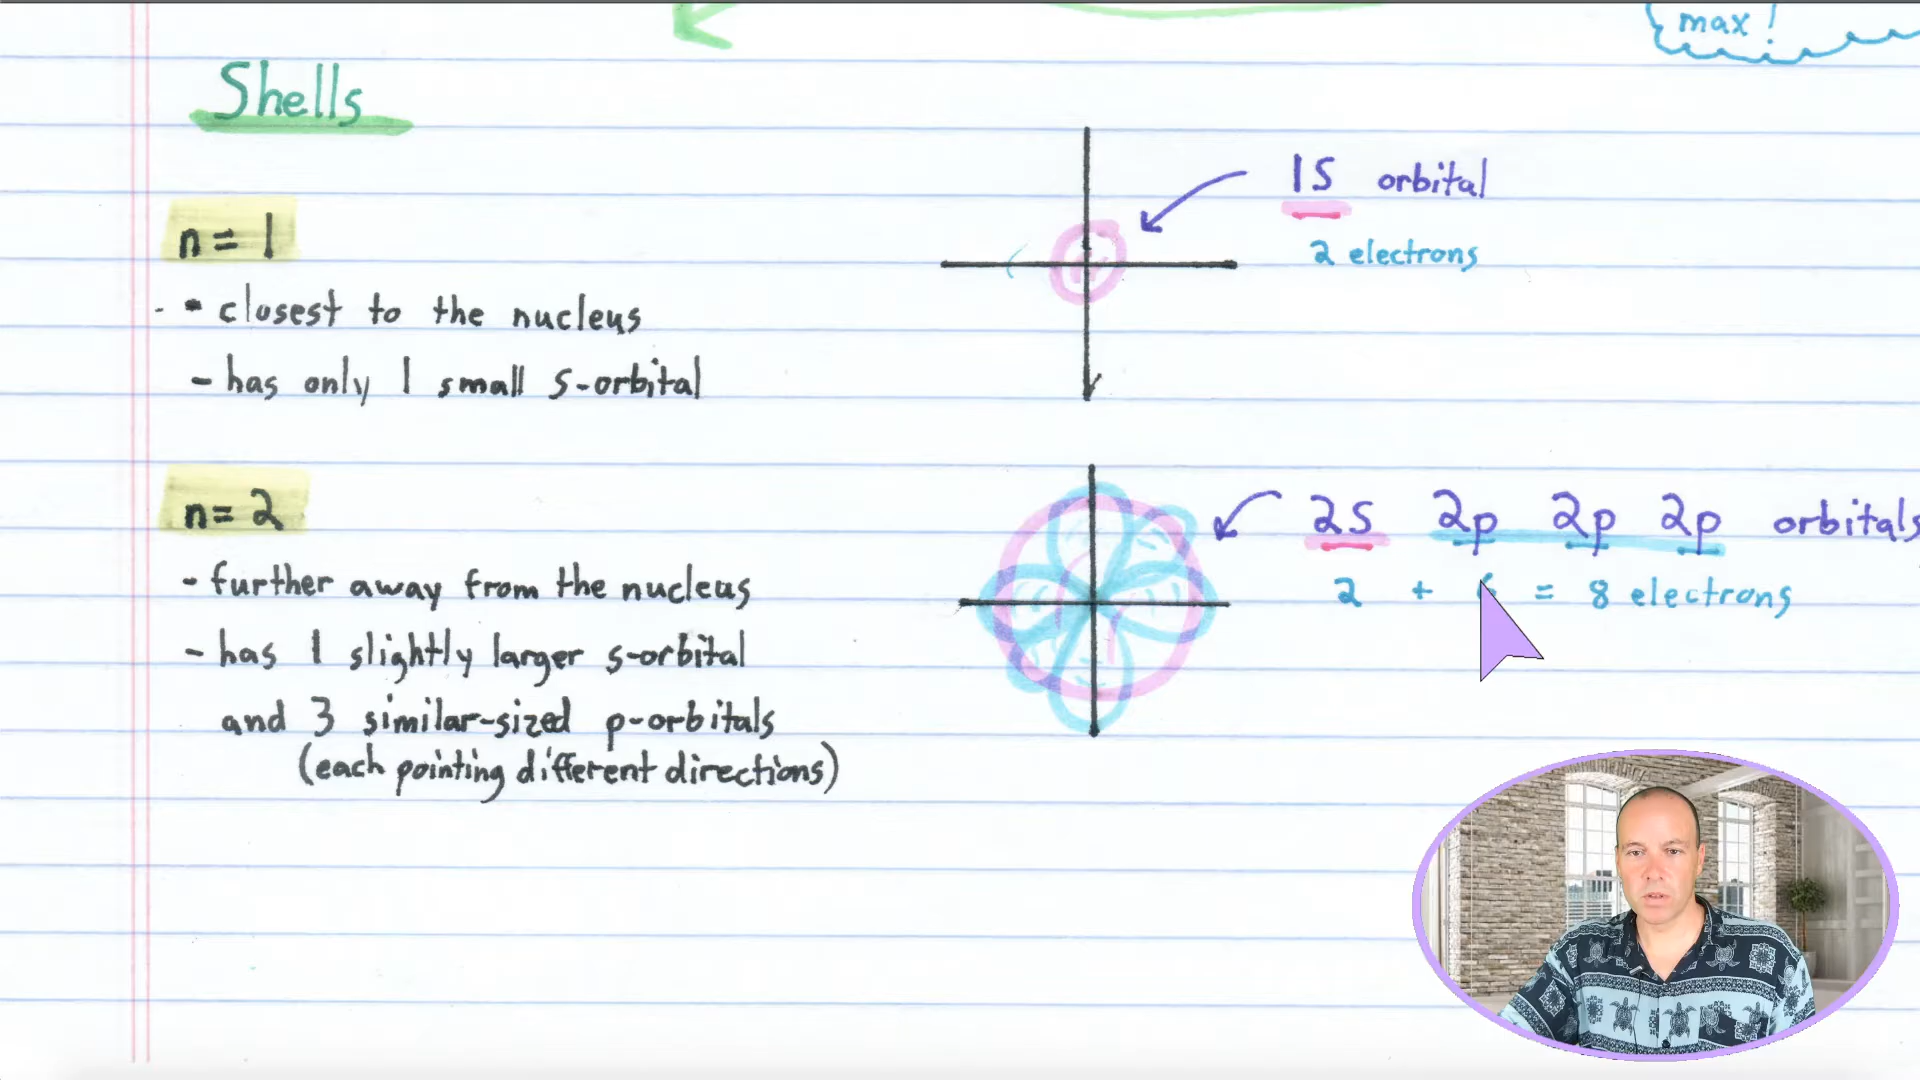 max!
Shells
1s orbital
n = 1
2 electrons
• closest to the nucleus
- has only 1 small s-orbital
n = 2
2s 2p 2p 2p orbitals
- further away from the nucleus
2 + 6 = 8 electrons
- has 1 slightly larger s-orbital
and 3 similar-sized p-orbitals
(each pointing different directions)